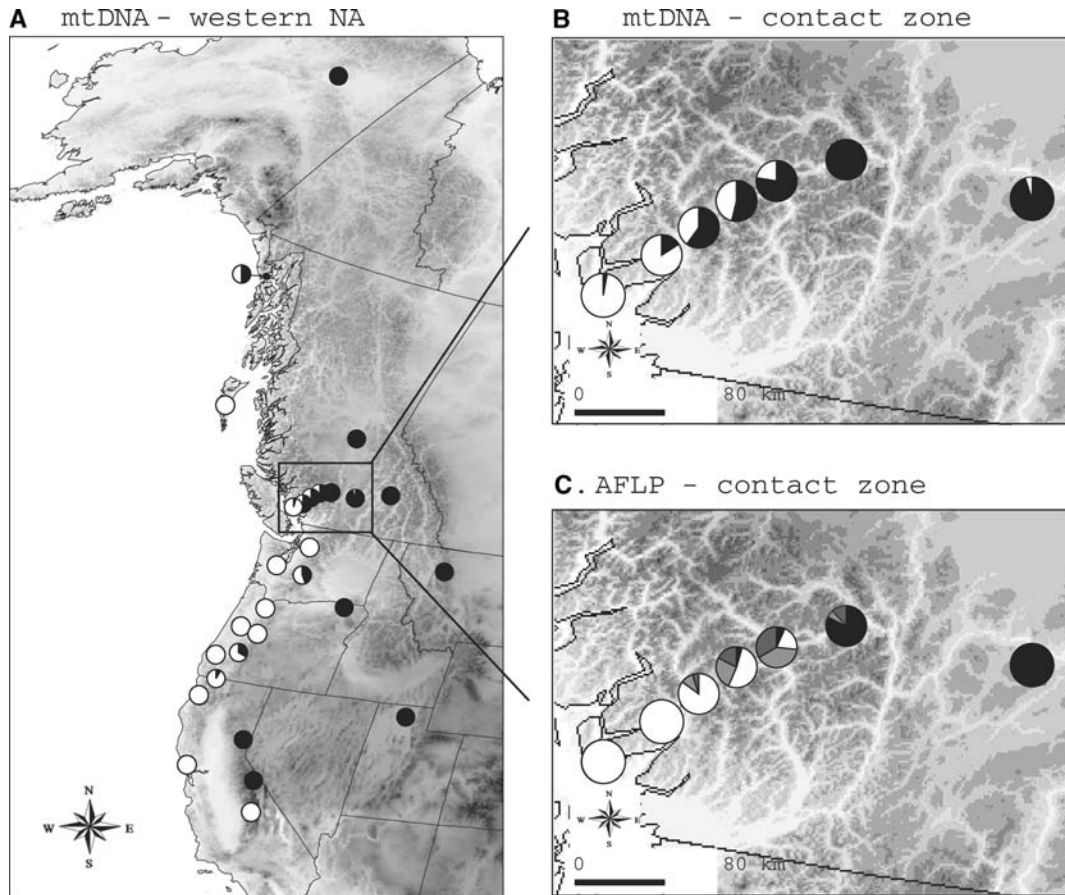 A mtDNA - western NA
N
W E
S
B mtDNA - contact zone
N
W E
S
0 80 km
C. AFLP - contact zone
0 80 km